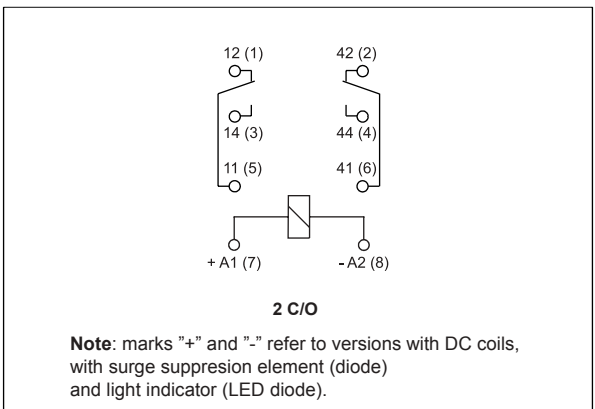 12 (1) 42 (2)
14 (3) 44 (4)
11 (5) 41 (6)
+ A1 (7) - A2 (8)
2 C/O
Note: marks "+" and "-" refer to versions with DC coils,
with surge suppresion element (diode)
and light indicator (LED diode).